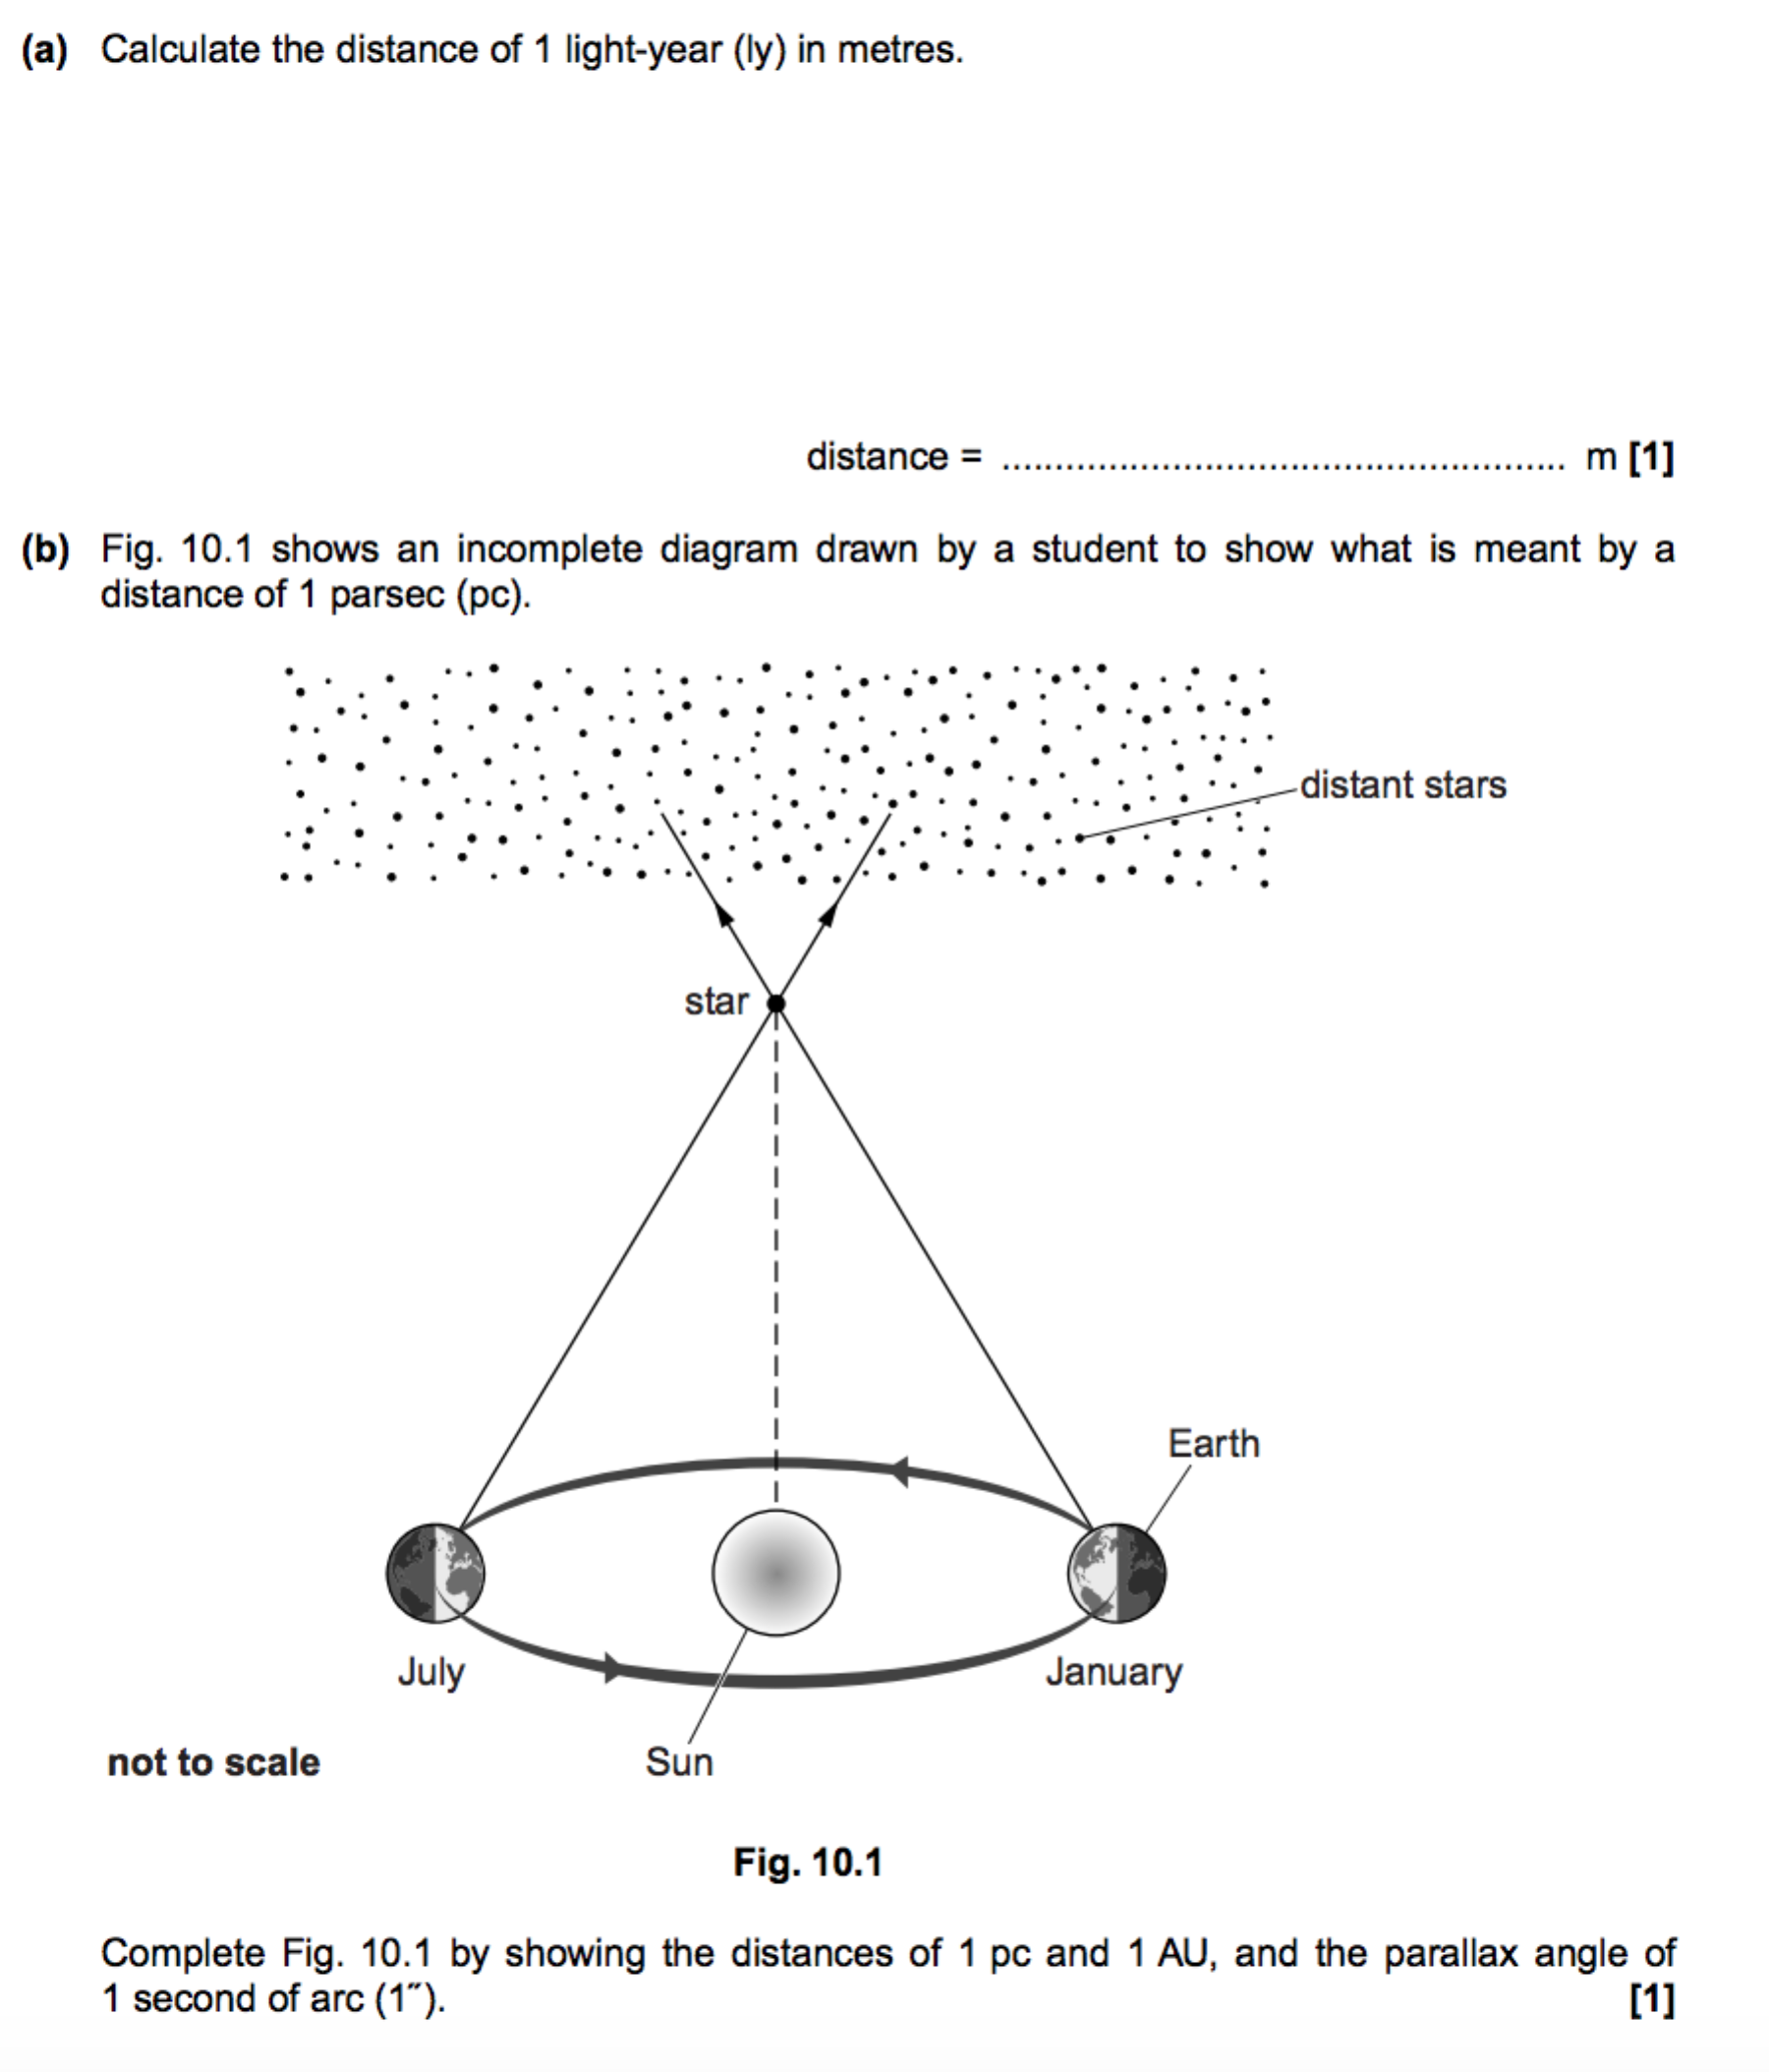 (a) Calculate the distance of 1 light-year (ly) in metres.
distance = ..................................................... m [1]
(b) Fig. 10.1 shows an incomplete diagram drawn by a student to show what is meant by a
distance of 1 parsec (pc).
distant stars
star
Earth
July
January
not to scale
Sun
Fig. 10.1
Complete Fig. 10.1 by showing the distances of 1 pc and 1 AU, and the parallax angle of
1 second of arc (1″).
[1]